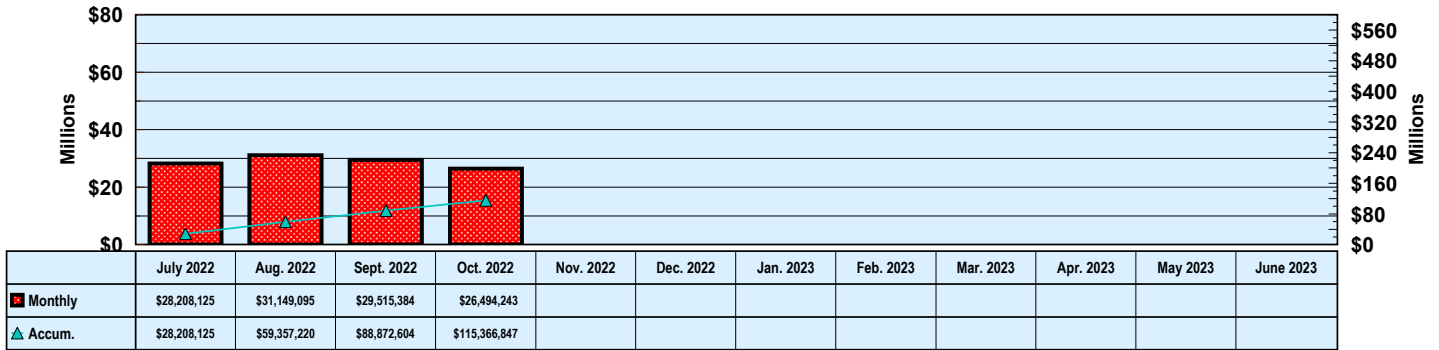 $80
$60
$40
$20
$0
Millions
$560
$480
$400
$320
$240
$160
$80
$0
Millions
July 2022 Aug. 2022 Sept. 2022 Oct. 2022 Nov. 2022 Dec. 2022 Jan. 2023 Feb. 2023 Mar. 2023 Apr. 2023 May 2023 June 2023
Monthly $28,208,125 $31,149,095 $29,515,384 $26,494,243
Accum. $28,208,125 $59,357,220 $88,872,604 $115,366,847